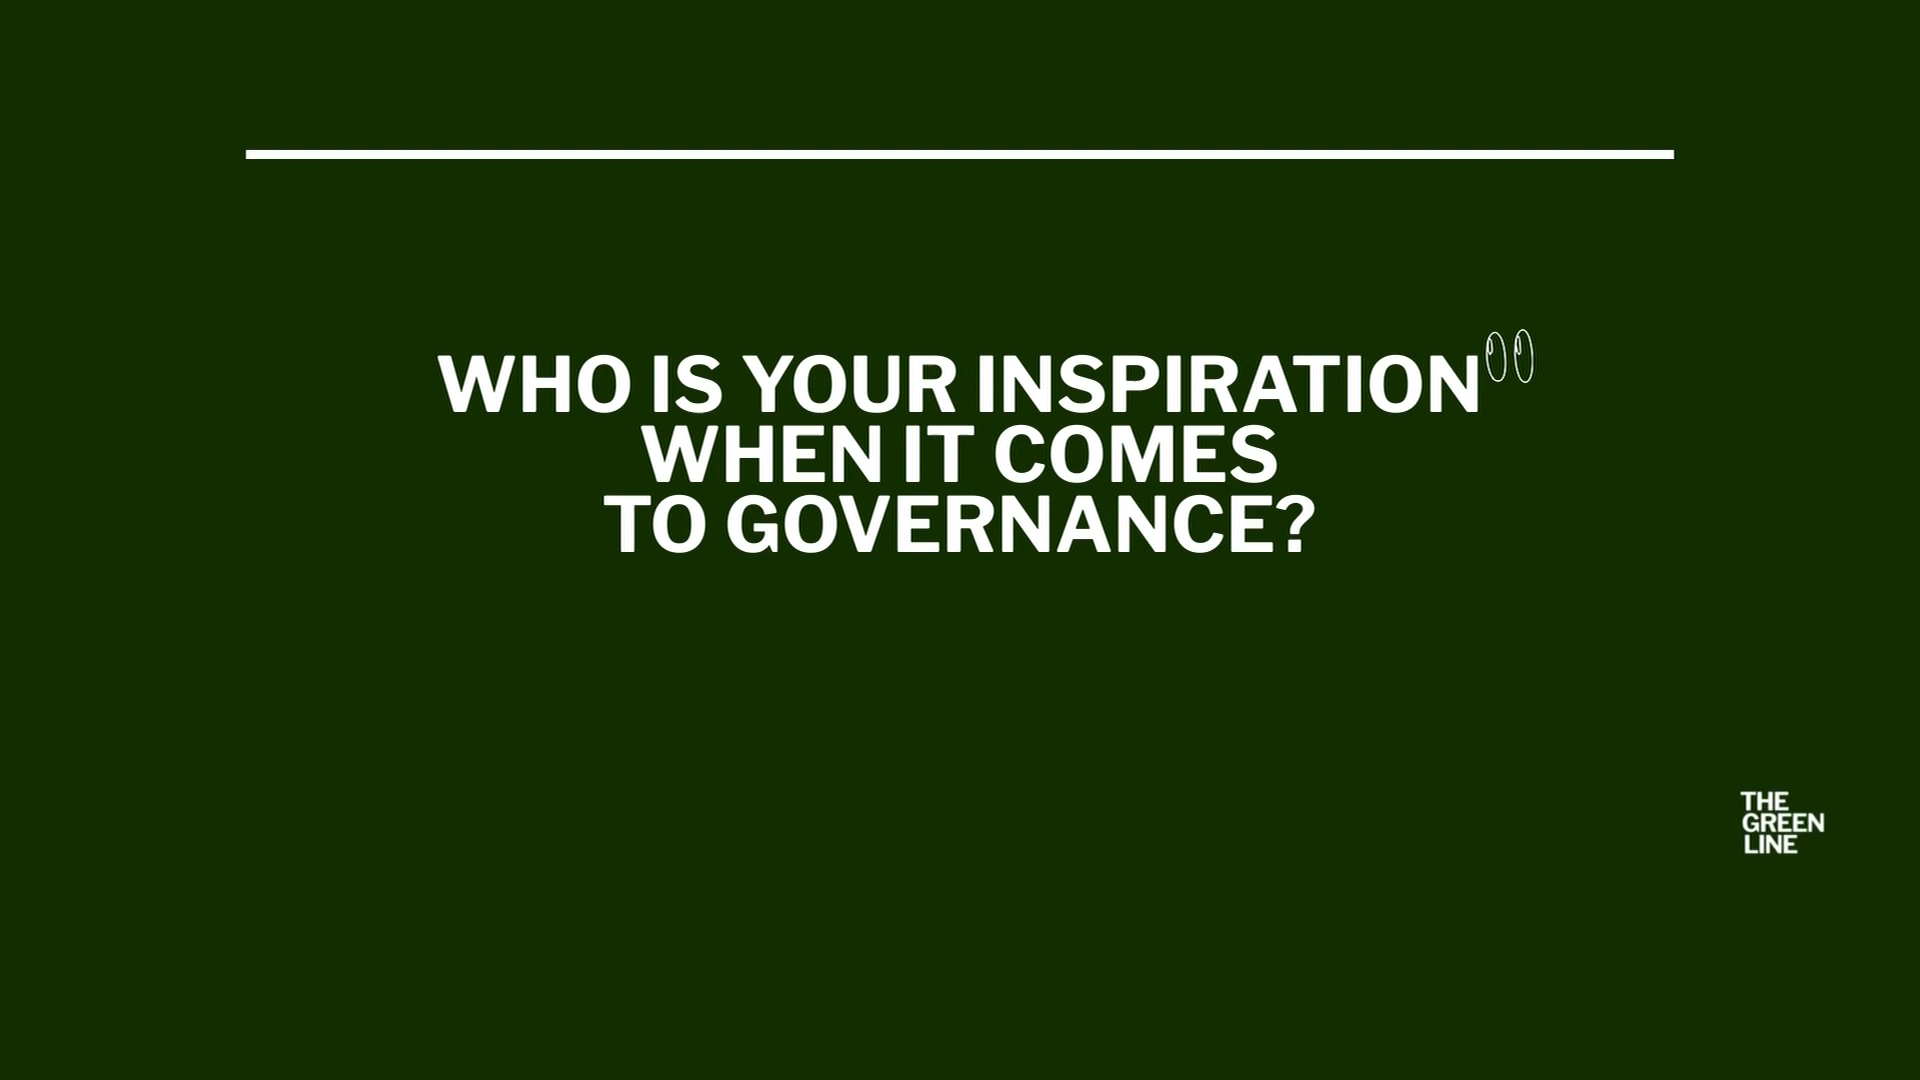 WHO IS YOUR INSPIRATION
WHEN IT COMES
TO GOVERNANCE?
THE
GREEN
LINE